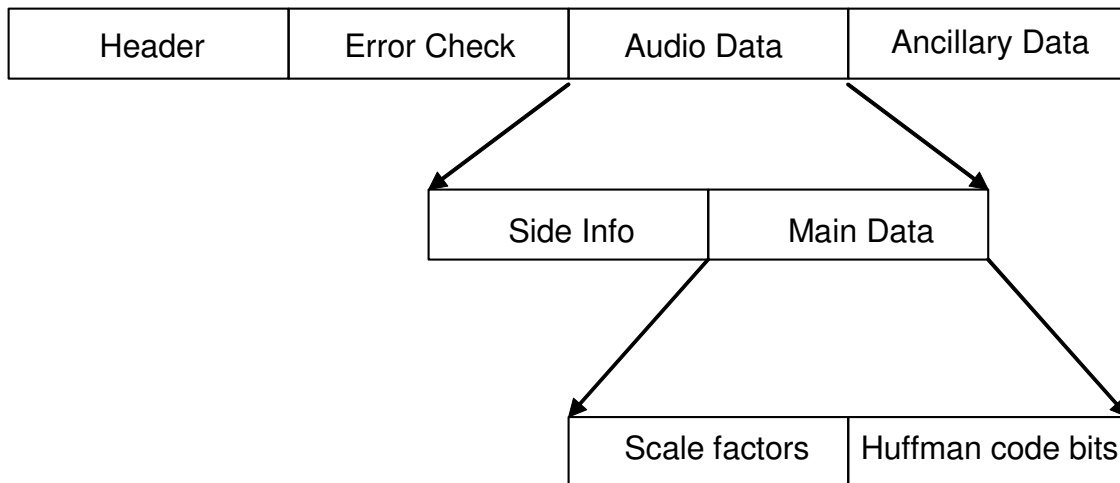 Header Error Check Audio Data Ancillary Data
Side Info Main Data
Scale factors Huffman code bits